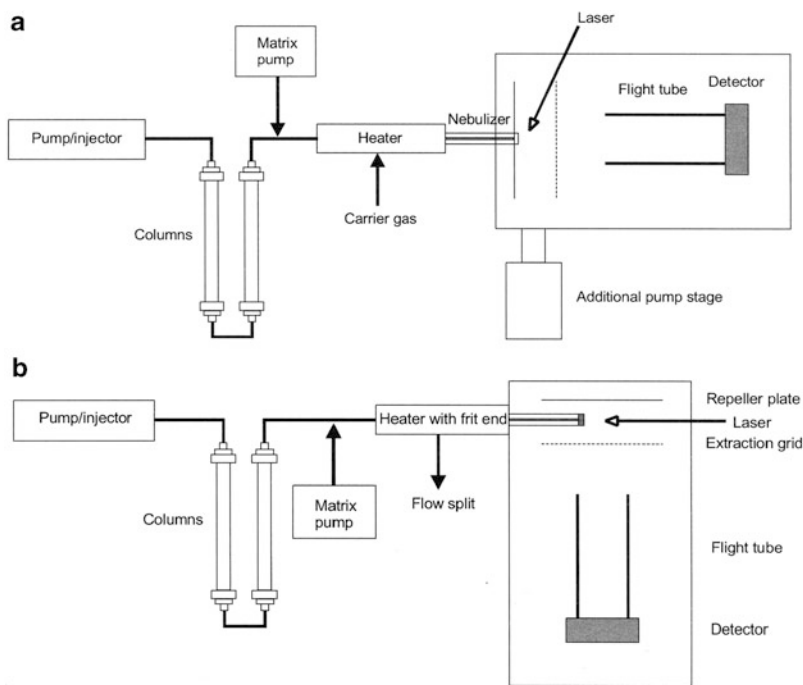 a
Matrix
pump
Laser
Pump/injector
Heater
Nebulizer
Flight tube
Detector
Columns
Carrier gas
Additional pump stage
b
Pump/injector
Heater with frit end
Repeller plate
Laser
Extraction grid
Columns
Matrix
pump
Flow split
Flight tube
Detector